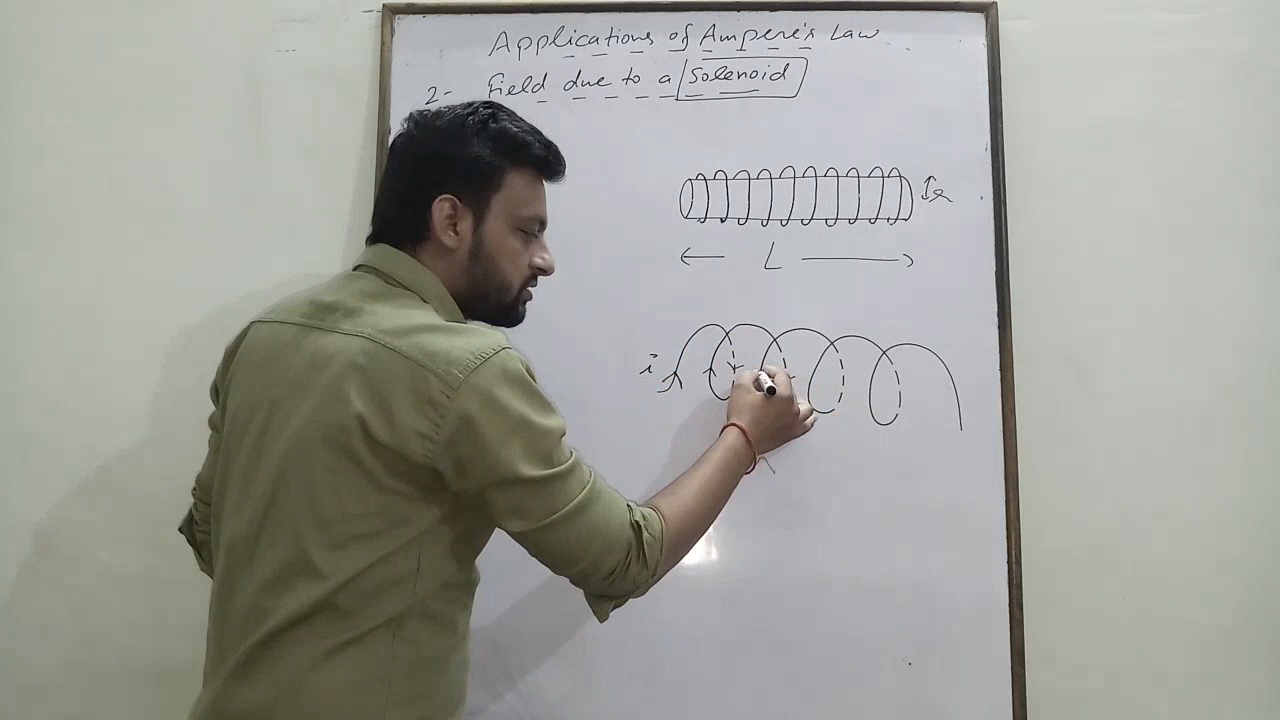 Applications of Ampere's Law
2- Field due to a Solenoid
r
L
i